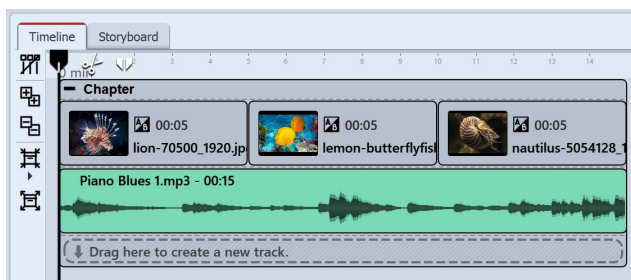 Timeline Storyboard
2 3 4 5 6 7 8 9 10 11 12 13 14
0 min
Chapter
00:05 00:05 00:05
lion-70500_1920.jp lemon-butterflyfis nautilus-5054128_1
Piano Blues 1.mp3 - 00:15
Drag here to create a new track.